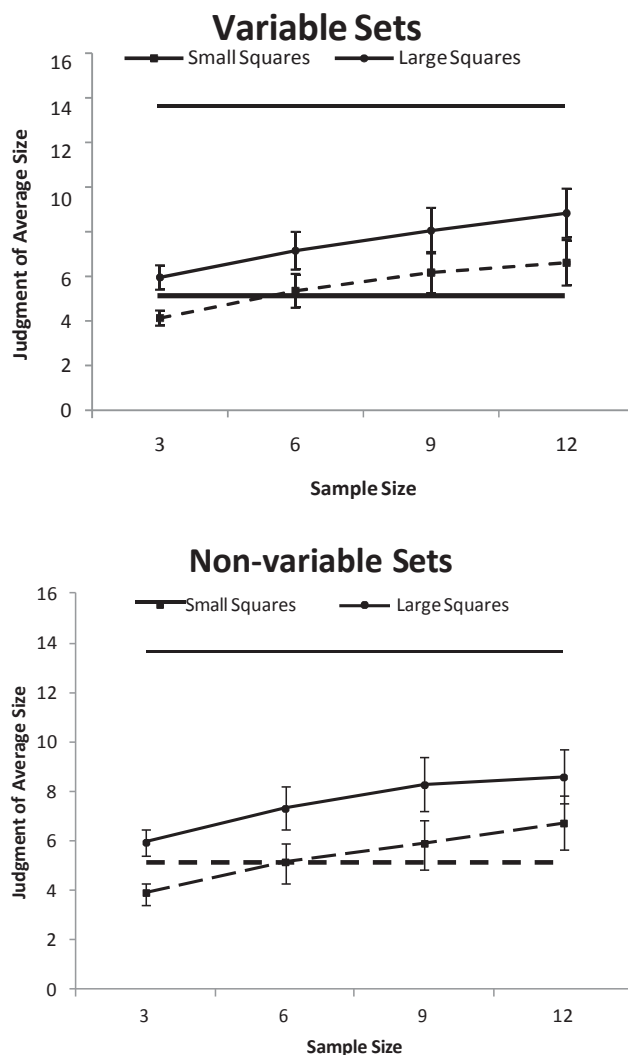 Variable Sets
Small Squares Large Squares
16
14
12
10
8
6
4
2
0
Judgment of Average Size
3 6 9 12
Sample Size
Non-variable Sets
Small Squares Large Squares
16
14
12
10
8
6
4
2
0
Judgment of Average Size
3 6 9 12
Sample Size